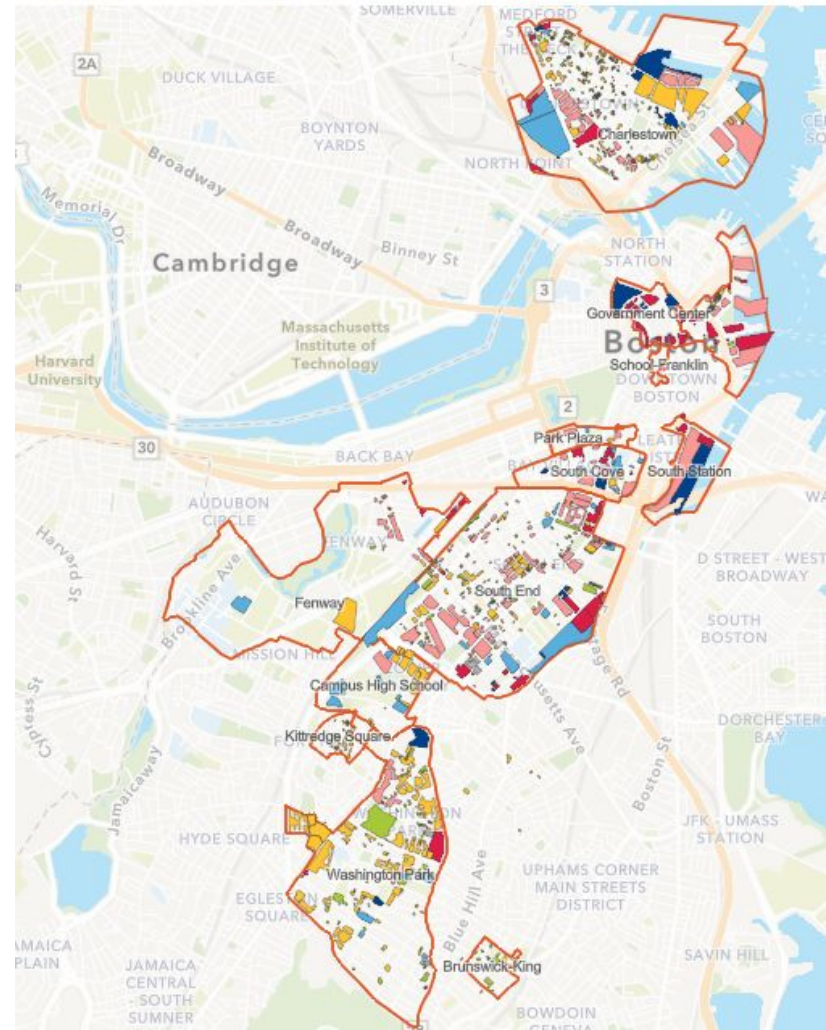 SOMERVILLE
MEDFORD
2A
DUCK VILLAGE
BOYNTON
YARDS
Charlestown
Chelsea St
NORTH POINT
Broadway
Memorial Dr
Broadway
Binney St
NORTH
STATION
Cambridge
3
Government Center
Massachusetts
Institute of
Technology
Boston
School-Franklin
DOWNTOWN
BOSTON
Harvard
University
2
Park Plaza
30
BACK BAY
South Cove
South Station
AUDUBON
CIRCLE
Harvard St
FENWAY
D STREET - WEST
BROADWAY
Brookline Ave
South End
Fenway
SOUTH
BOSTON
MISSION HILL
Campus High School
Cypress St
Kittredge Square
DORCHESTER
BAY
Jamaicaway
Boston St
HYDE SQUARE
JFK - UMASS
STATION
Washington Park
Blue Hill Ave
UPHAMS CORNER
MAIN STREETS
DISTRICT
EGLESTON
SQUARE
AMAICA
PLAIN
JAMAICA
CENTRAL
- SOUTH
SUMNER
Brunswick-King
SAVIN HILL
BOWDOIN